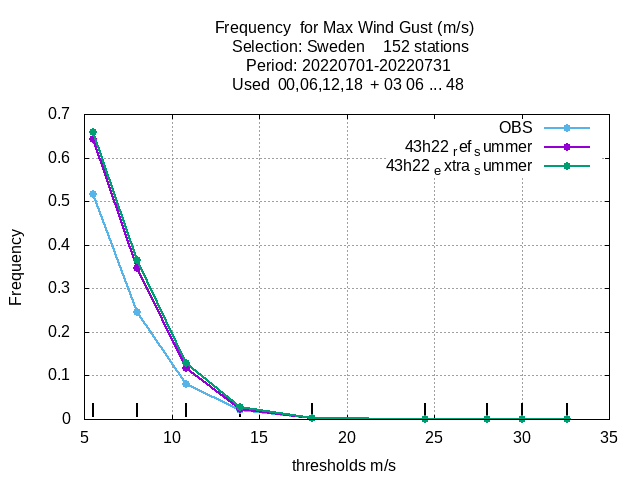 Frequency for Max Wind Gust (m/s)
Selection: Sweden 152 stations
Period: 20220701-20220731
Used 00,06,12,18 + 03 06 ... 48
OBS
43h22 ref summer
43h22 extra summer
Frequency
0.7
0.6
0.5
0.4
0.3
0.2
0.1
0
5 10 15 20 25 30 35
thresholds m/s